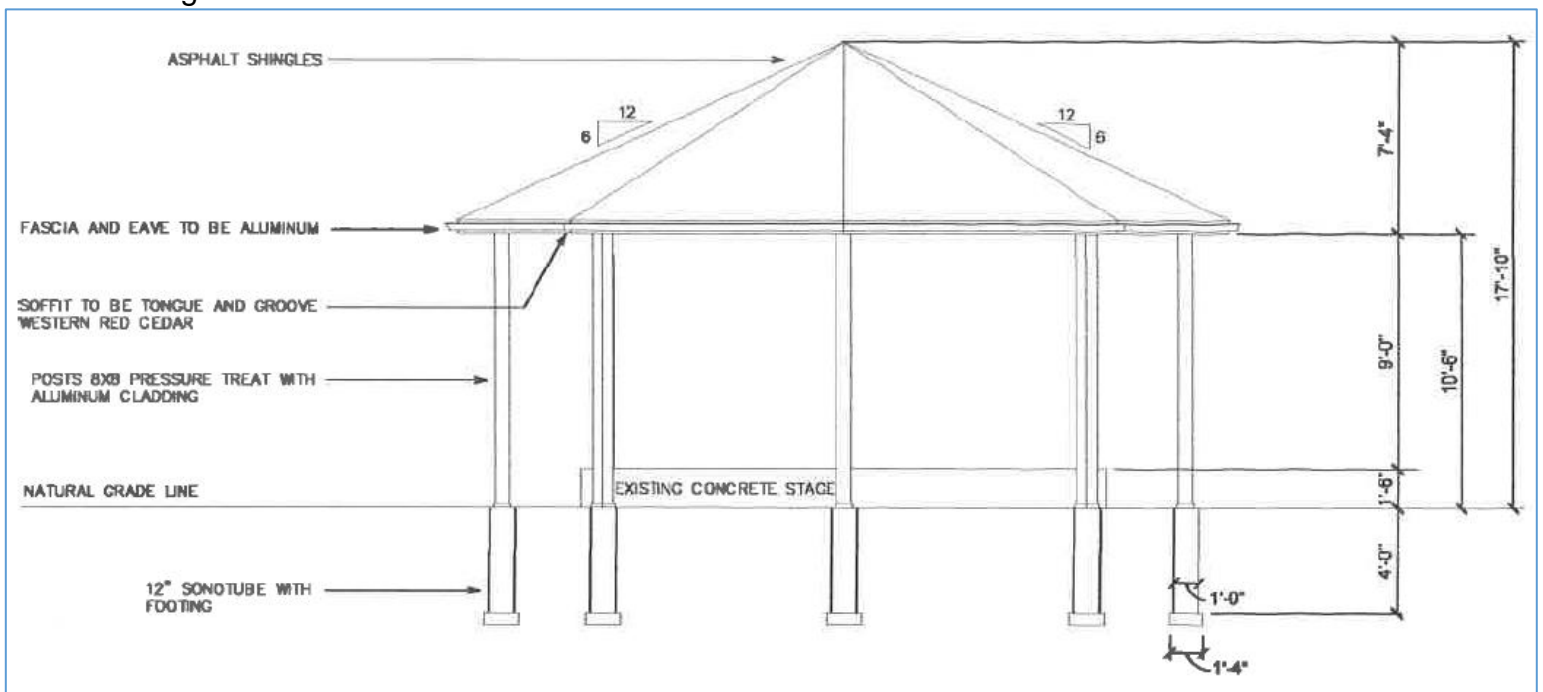 ASPHALT SHINGLES
12
6
12
6
7'-4"
FASCIA AND EAVE TO BE ALUMINUM
17'-10"
SOFFIT TO BE TONGUE AND GROOVE
WESTERN RED CEDAR
9'-0"
10'-6"
POSTS 8X8 PRESSURE TREAT WITH
ALUMINUM CLADDING
NATURAL GRADE LINE
EXISTING CONCRETE STAGE
1'-6"
4'-0"
12" SONOTUBE WITH
FOOTING
1'-0"
1'-4"